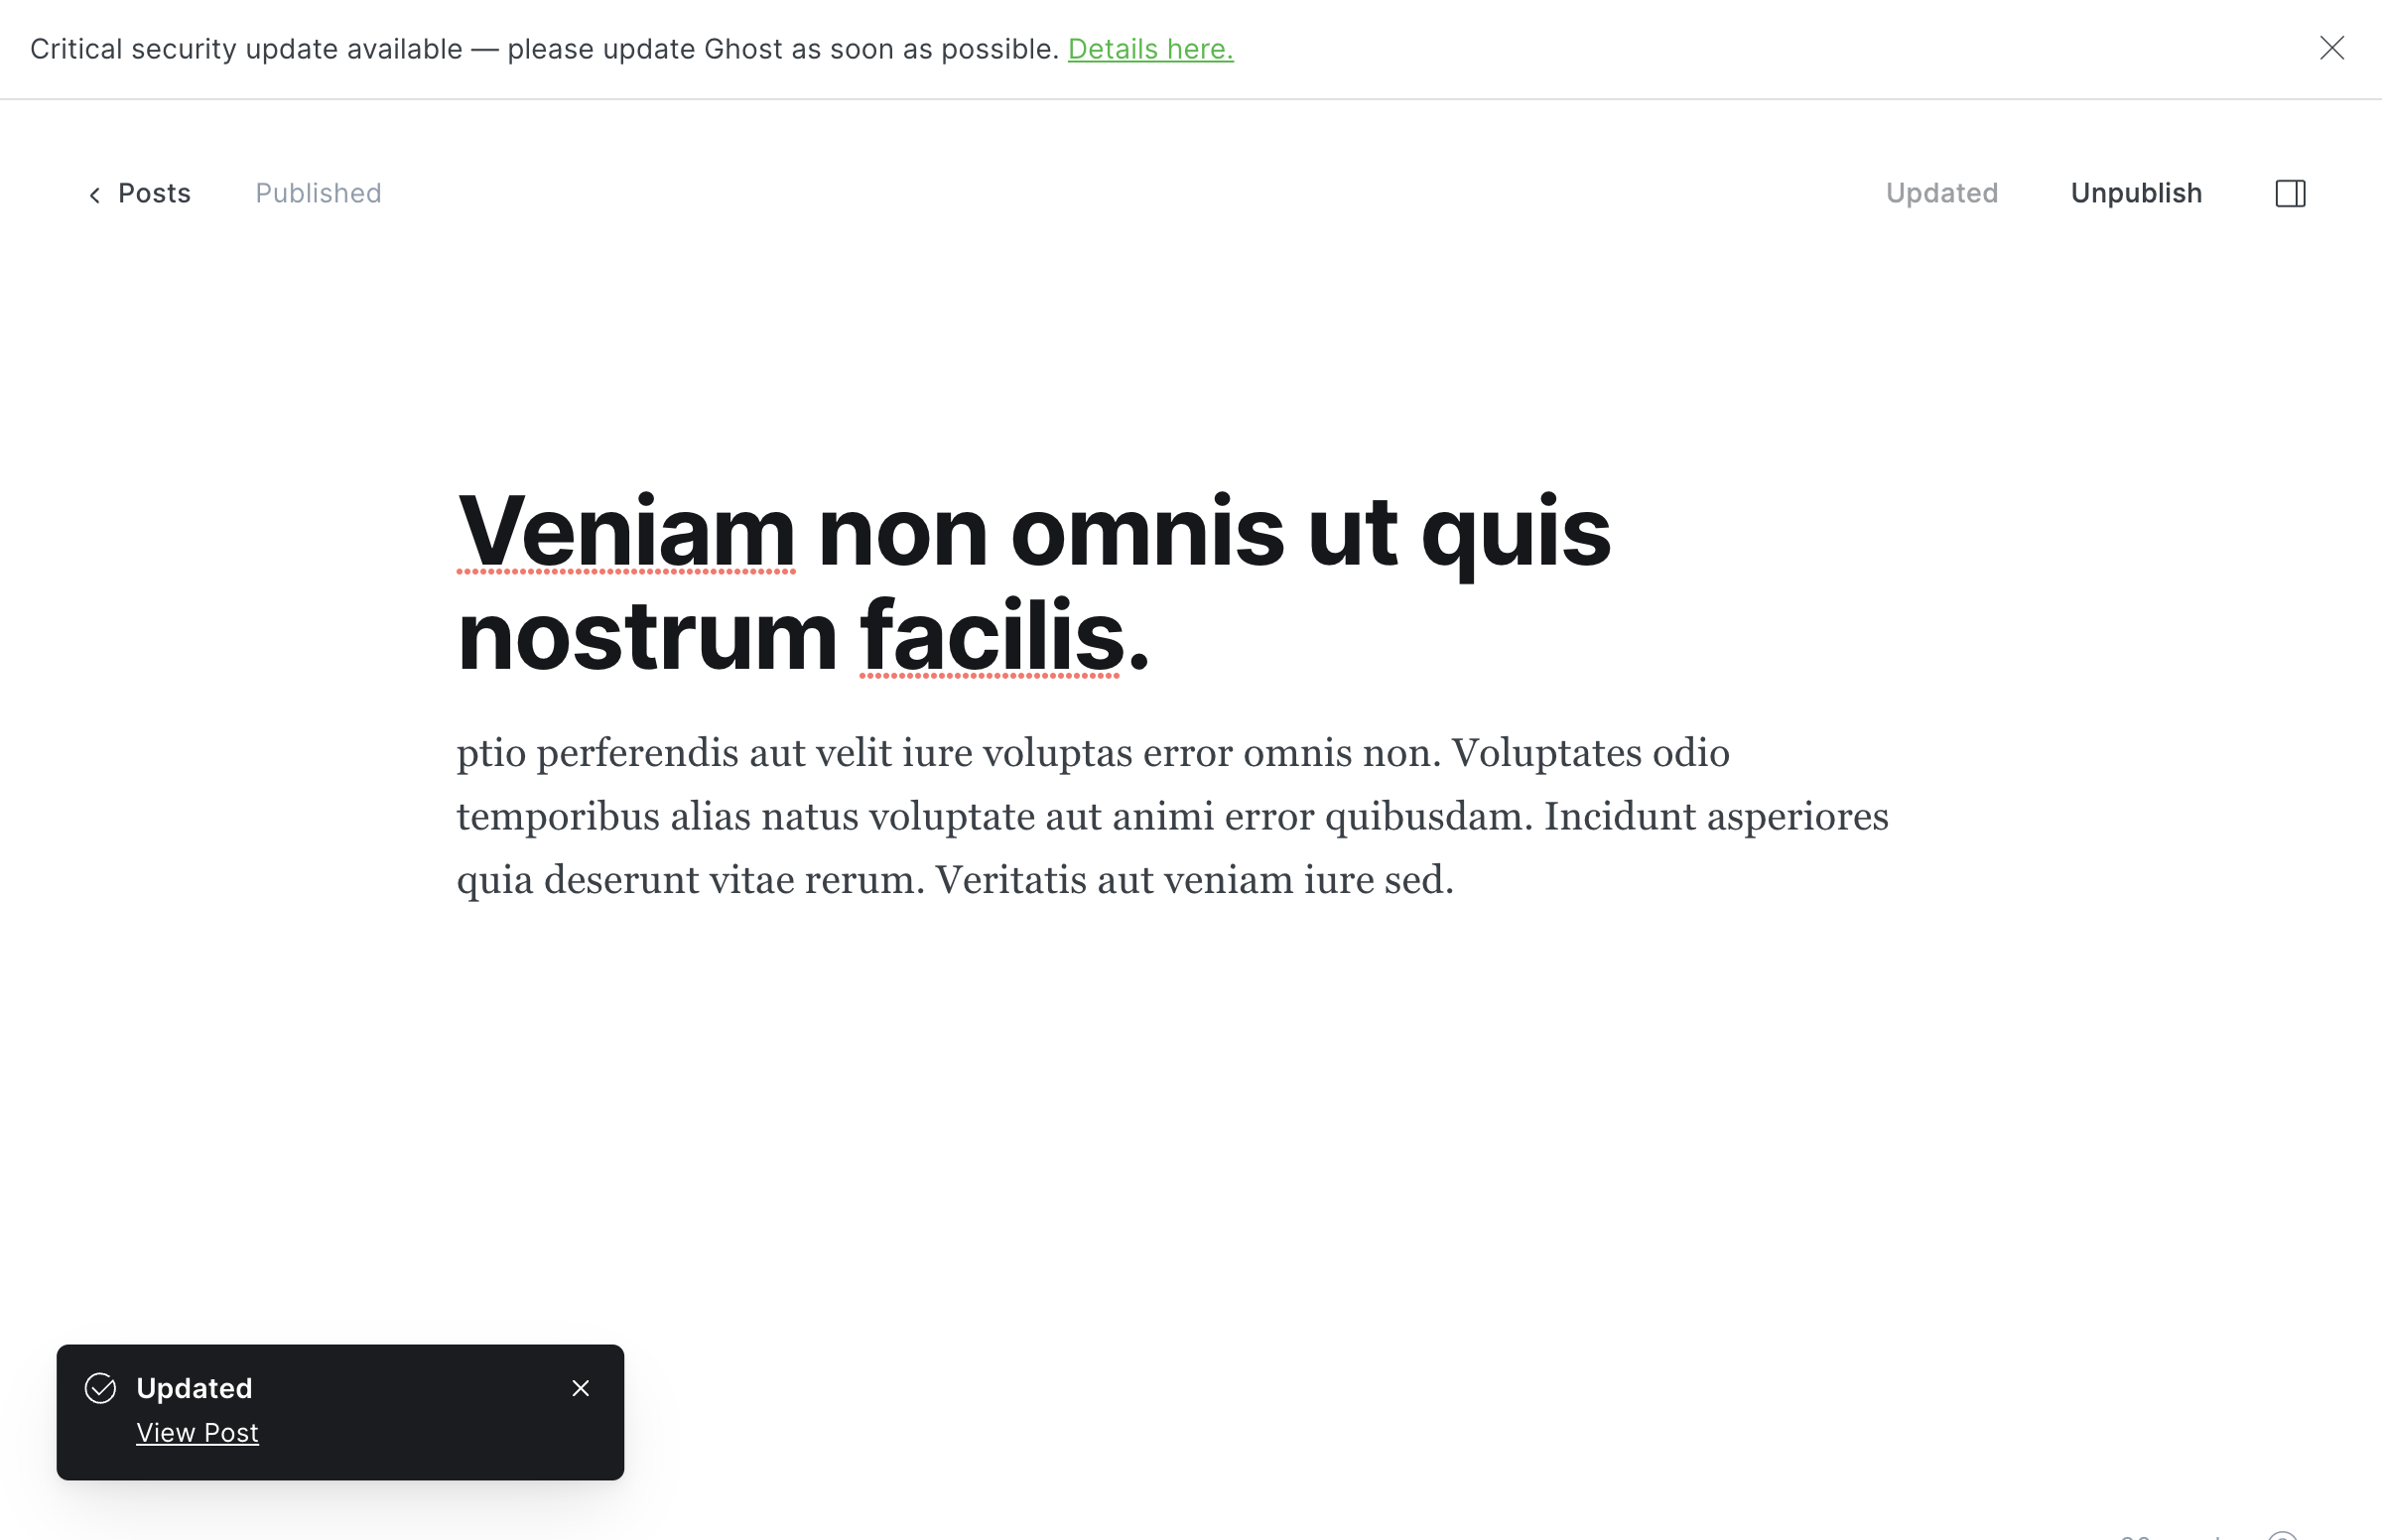 Critical security update available — please update Ghost as soon as possible. Details here.
Posts Published Updated Unpublish
Veniam non omnis ut quis
nostrum facilis.
ptio perferendis aut velit iure voluptas error omnis non. Voluptates odio
temporibus alias natus voluptate aut animi error quibusdam. Incidunt asperiores
quia deserunt vitae rerum. Veritatis aut veniam iure sed.
Updated
View Post